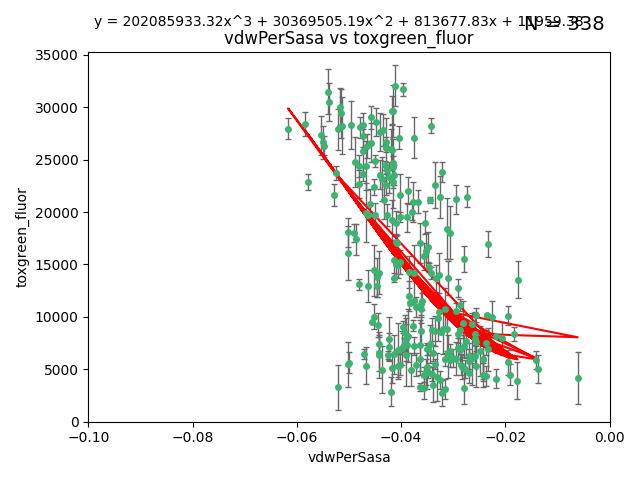 y = 202085933.32x^3 + 30369505.19x^2 + 813677.83x +
N = 338
vdwPerSasa vs toxgreen_fluor
35000
30000
25000
20000
15000
10000
5000
0
toxgreen_fluor
−0.10 −0.08 −0.06 −0.04 −0.02 0.00
vdwPerSasa